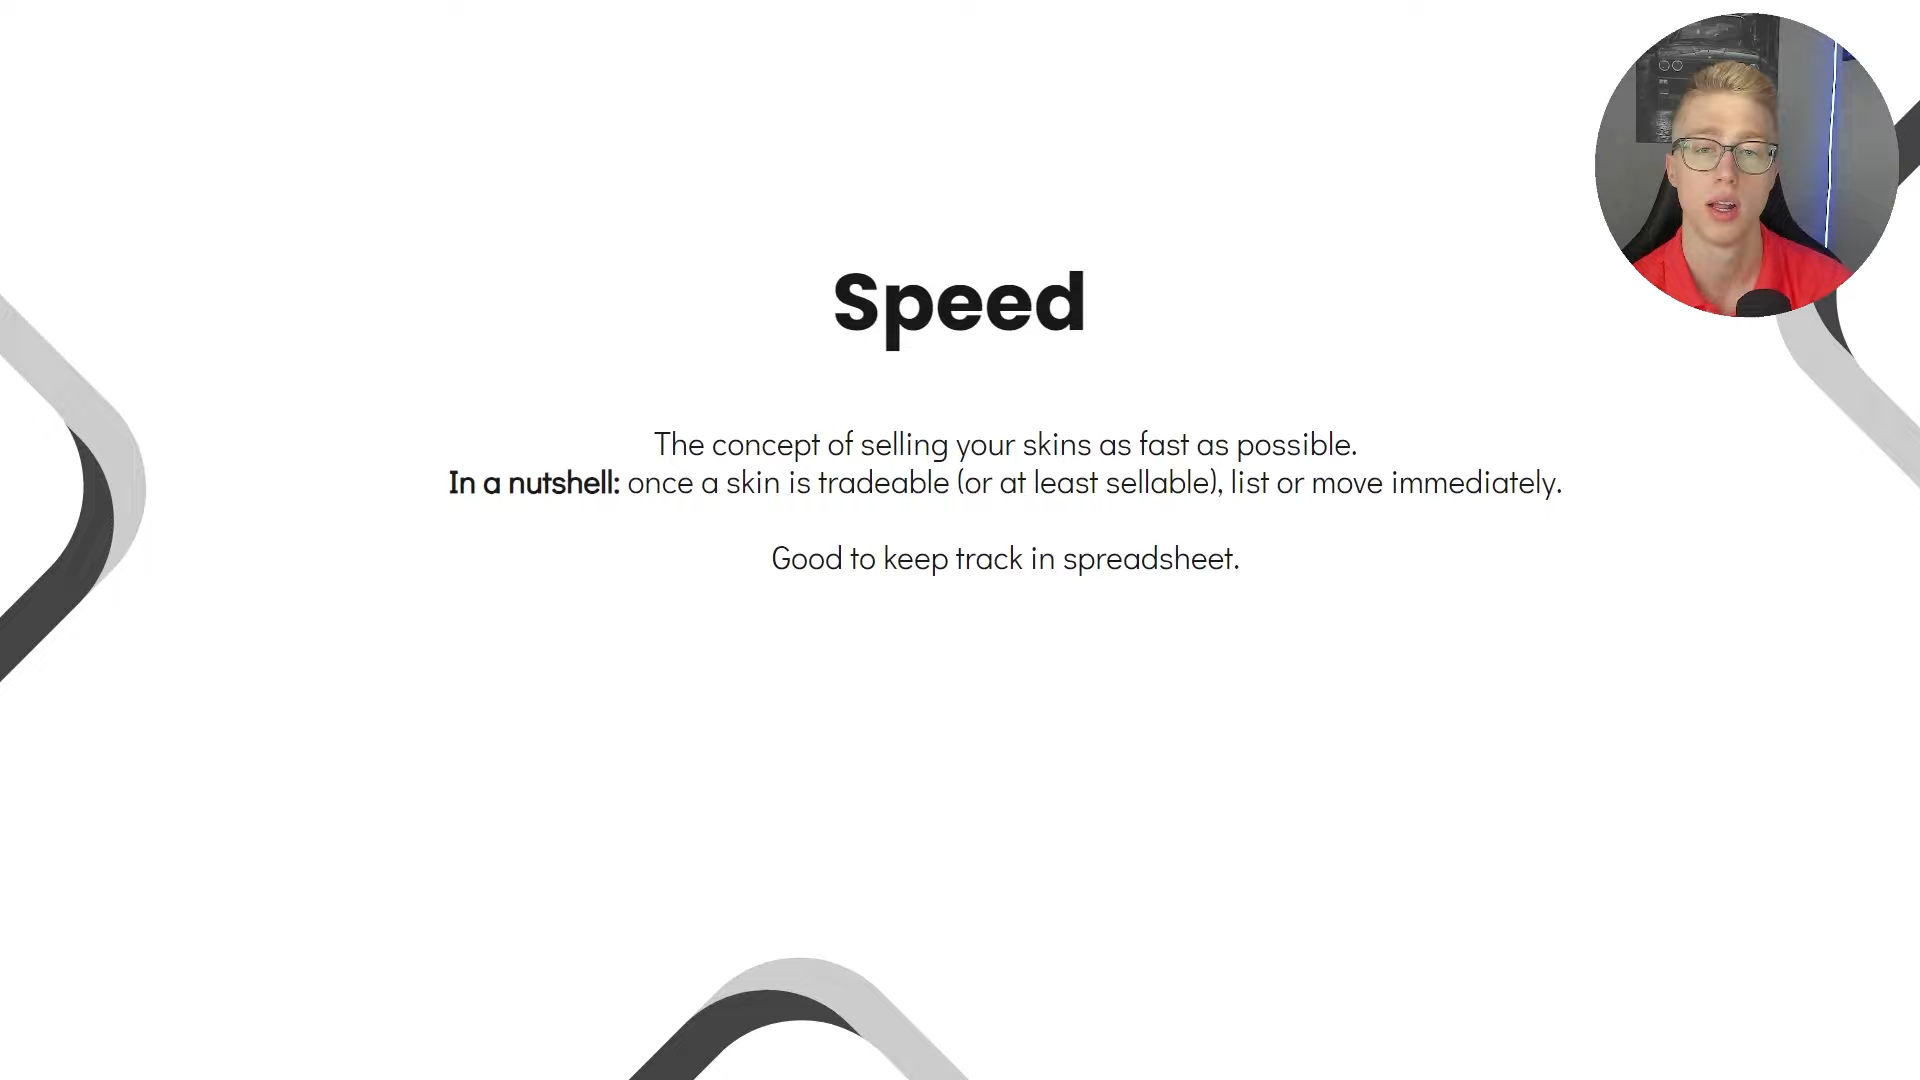 Speed
The concept of selling your skins as fast as possible.
In a nutshell: once a skin is tradeable (or at least sellable), list or move immediately.
Good to keep track in spreadsheet.